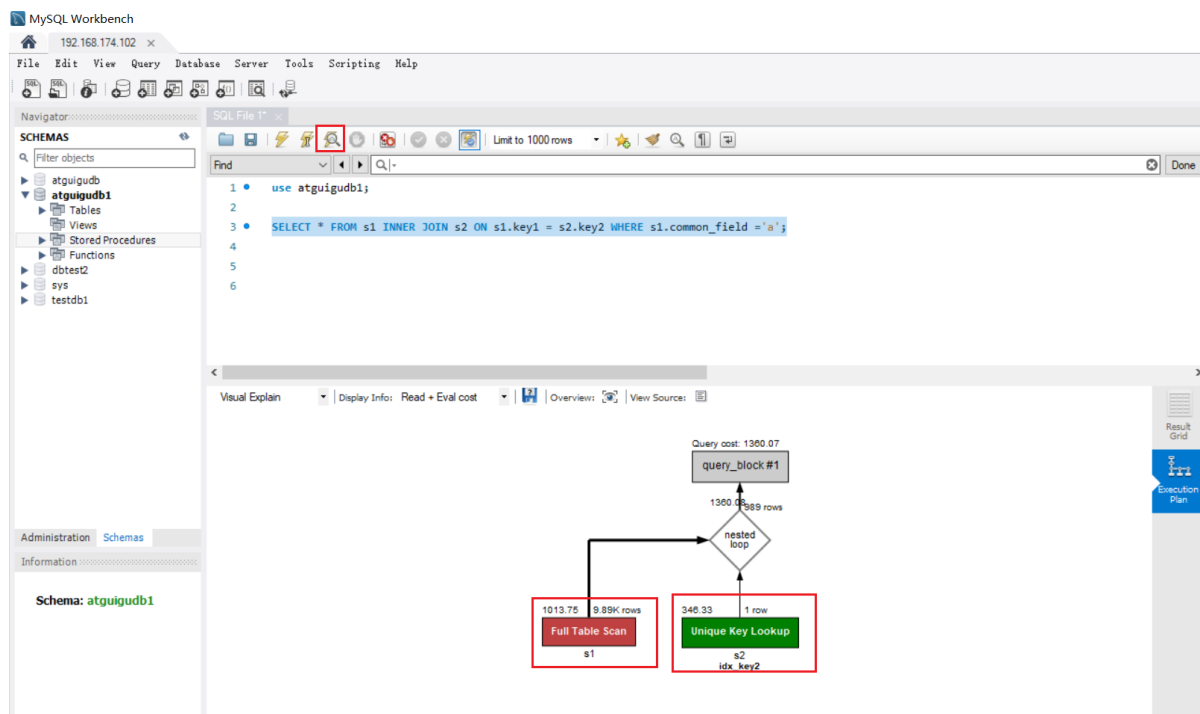 MySQL Workbench
192.168.174.102
File Edit View Query Database Server Tools Scripting Help
Navigator
SQL File 1*
SCHEMAS
Limit to 1000 rows
Filter objects
Find
Done
atguigudb
atguigudb1
Tables
Views
Stored Procedures
Functions
dbtest2
sys
testdb1
1 use atguigudb1;
2
3 SELECT * FROM s1 INNER JOIN s2 ON s1.key1 = s2.key2 WHERE s1.common_field ='a';
4
5
6
Visual Explain Display Info: Read + Eval cost Overview: View Source:
Result
Grid
Execution
Plan
Query cost: 1360.07
query_block #1
1360.08 989 rows
nested
loop
1013.75 9.89K rows
Full Table Scan
s1
346.33 1 row
Unique Key Lookup
s2
idx_key2
Administration Schemas
Information
Schema: atguigudb1